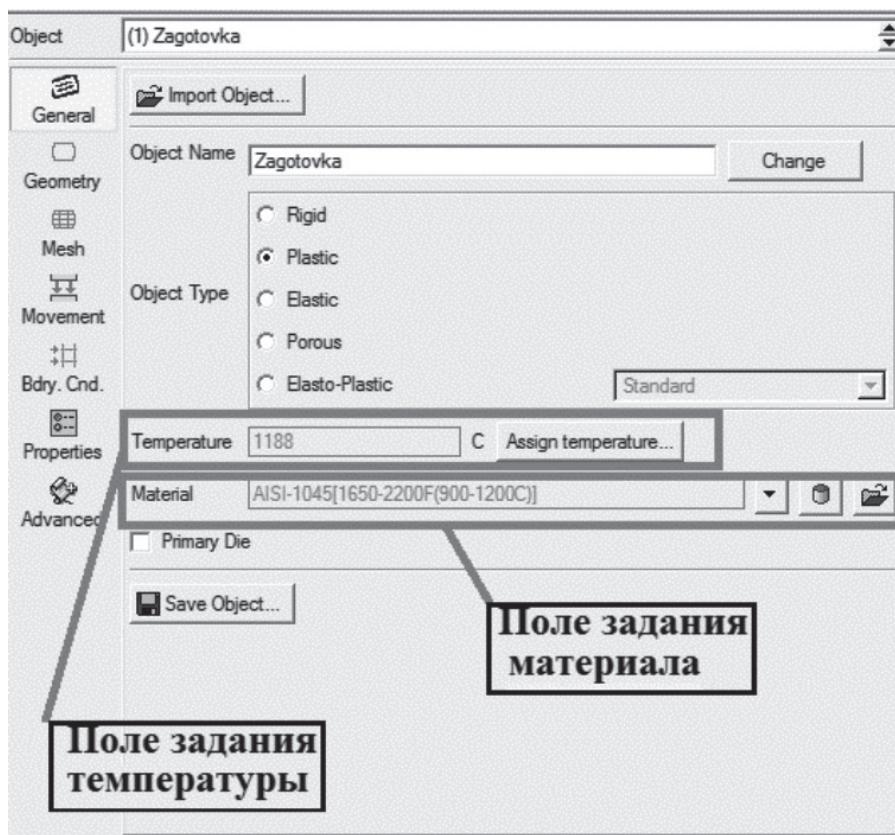 Object (1) Zagotovka
General
Import Object...
Geometry
Object Name Zagotovka Change
Mesh
Rigid
Plastic
Movement
Object Type
Elastic
Porous
Bdry. Cnd.
Elasto-Plastic Standard
Properties
Temperature 1188 C Assign temperature...
Advanced
Material AISI-1045[1650-2200F(900-1200C)]
Primary Die
Save Object...
Поле задания
материала
Поле задания
температуры